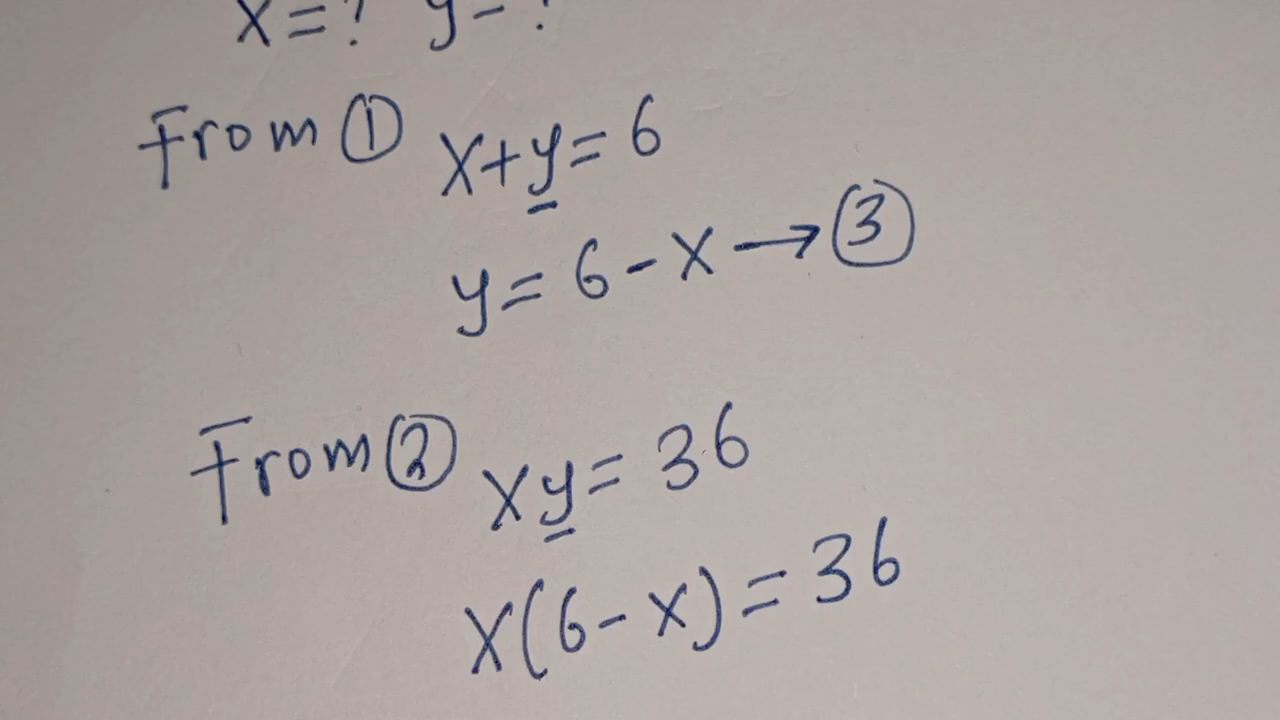 x=? y=?
From ① x+y=6
y=6-x→③
From ② xy=36
x(6-x)=36